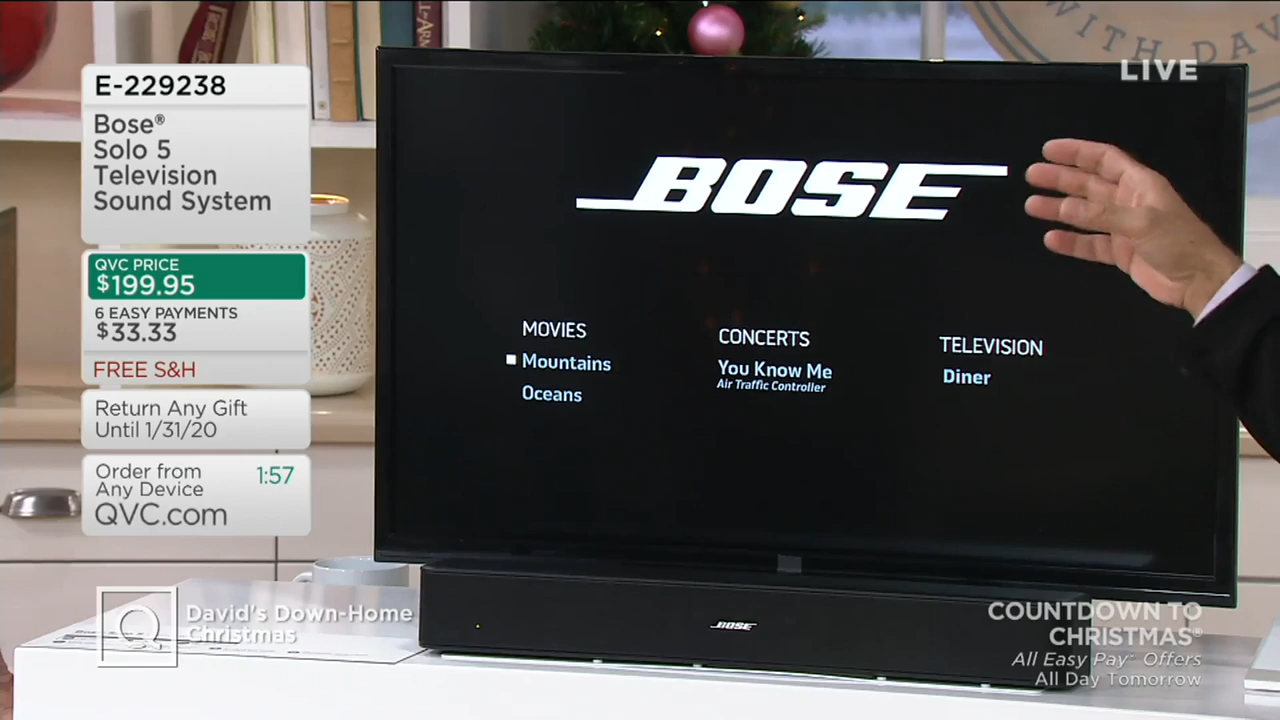 E-229238
Bose®
Solo 5
Television
Sound System
QVC PRICE
$199.95
6 EASY PAYMENTS
$33.33
FREE S&H
Return Any Gift
Until 1/31/20
Order from
Any Device
1:57
QVC.com
LIVE
WITH DAV
BOSE
MOVIES
Mountains
Oceans
CONCERTS
You Know Me
Air Traffic Controller
TELEVISION
Diner
BOSE
Q
David's Down-Home
Christmas
COUNTDOWN TO
CHRISTMAS®
All Easy Pay® Offers
All Day Tomorrow